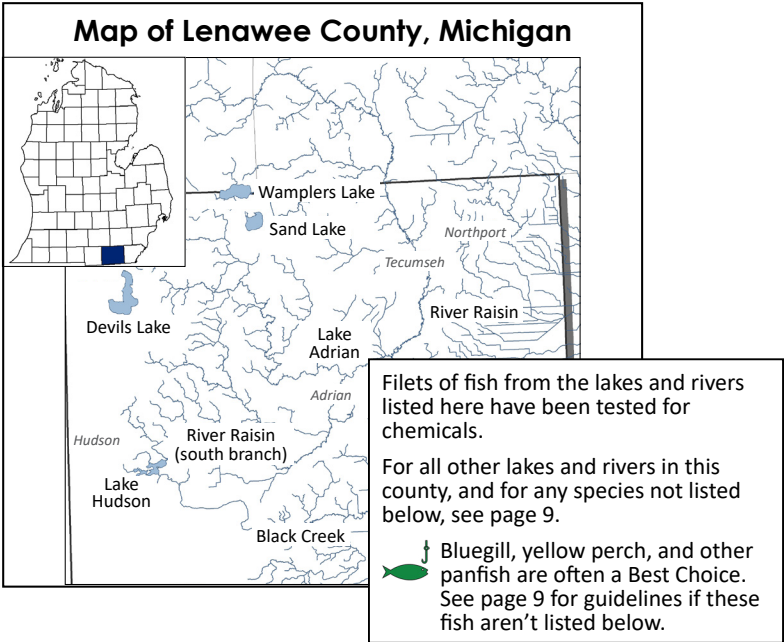 Map of Lenawee County, Michigan
Wamplers Lake
Sand Lake
Northport
Tecumseh
Devils Lake
River Raisin
Lake
Adrian
Adrian
Hudson
River Raisin
(south branch)
Lake
Hudson
Black Creek
Filets of fish from the lakes and rivers
listed here have been tested for
chemicals.
For all other lakes and rivers in this
county, and for any species not listed
below, see page 9.
Bluegill, yellow perch, and other
panfish are often a Best Choice.
See page 9 for guidelines if these
fish aren't listed below.